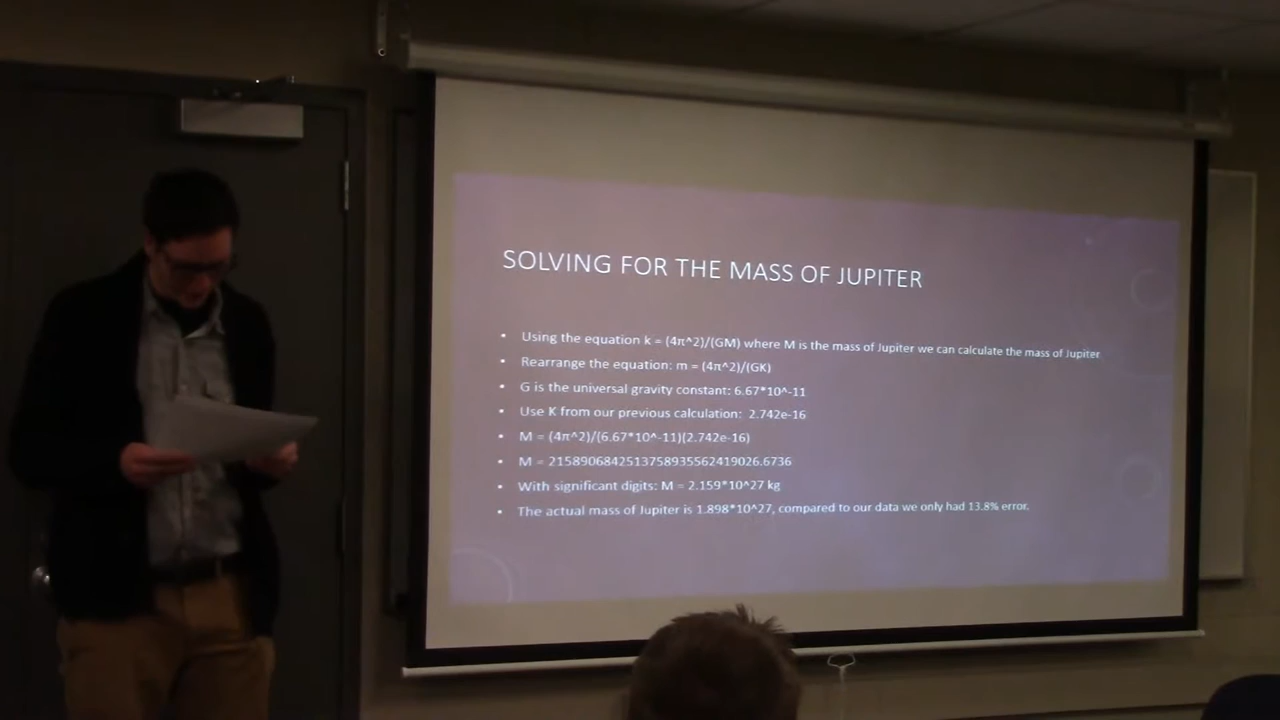 SOLVING FOR THE MASS OF JUPITER
• Using the equation k = (4π^2)/(GM) where M is the mass of Jupiter we can calculate the mass of Jupiter
• Rearrange the equation: m = (4π^2)/(GK)
• G is the universal gravity constant: 6.67*10^-11
• Use K from our previous calculation: 2.742e-16
• M = (4π^2)/(6.67*10^-11)(2.742e-16)
• M = 2158906842513758935562419026.6736
• With significant digits: M = 2.159*10^27 kg
• The actual mass of Jupiter is 1.898*10^27, compared to our data we only had 13.8% error.